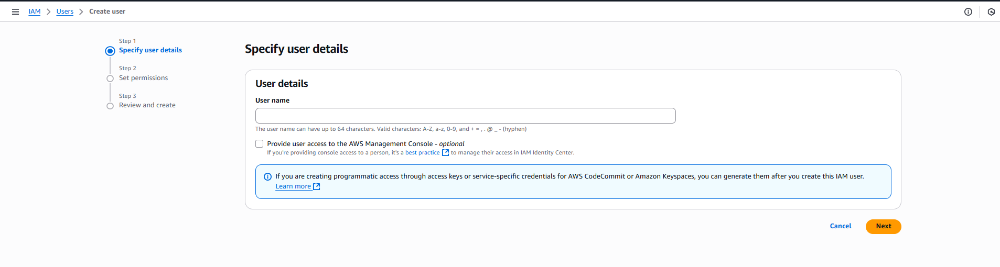 IAM > Users > Create user
Step 1
Specify user details
Step 2
Set permissions
Step 3
Review and create
Specify user details
User details
User name
The user name can have up to 64 characters. Valid characters: A-Z, a-z, 0-9, and + = , . @ _ - (hyphen)
Provide user access to the AWS Management Console - optional
If you're providing console access to a person, it's a best practice to manage their access in IAM Identity Center.
If you are creating programmatic access through access keys or service-specific credentials for AWS CodeCommit or Amazon Keyspaces, you can generate them after you create this IAM user.
Learn more
Cancel
Next